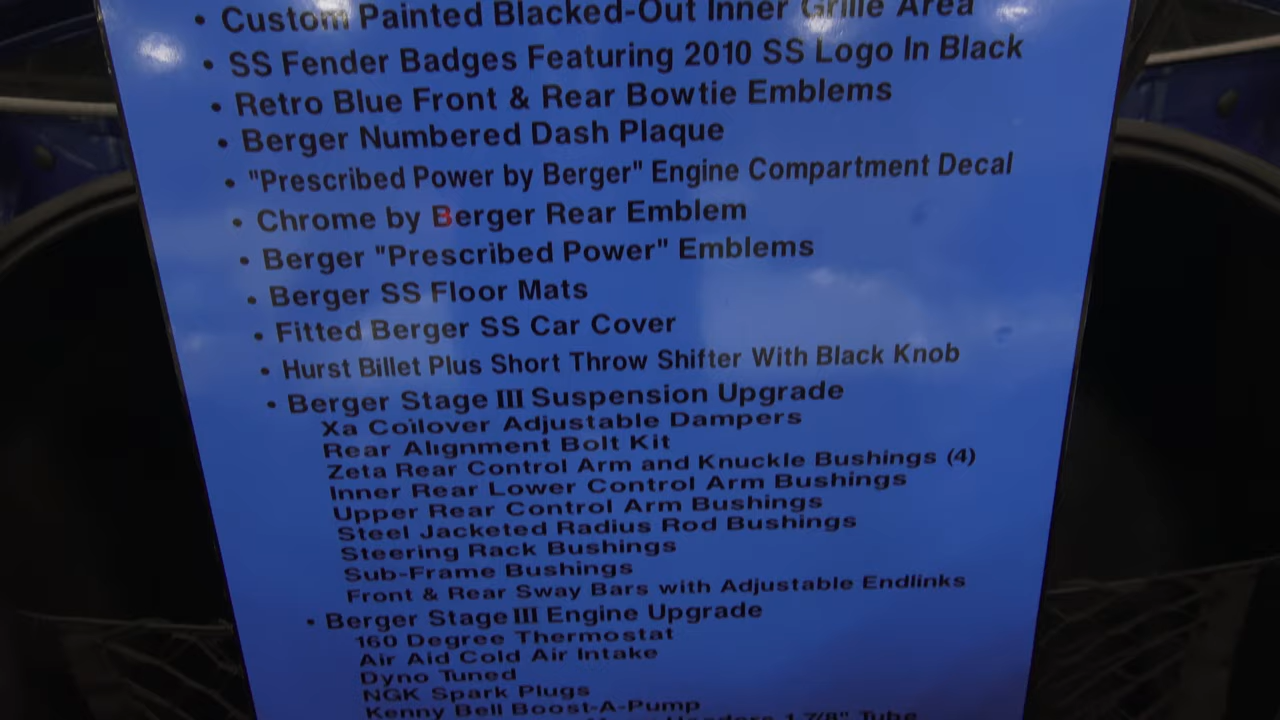 • Custom Painted Blacked-Out Inner Grille Area
• SS Fender Badges Featuring 2010 SS Logo In Black
• Retro Blue Front & Rear Bowtie Emblems
• Berger Numbered Dash Plaque
• "Prescribed Power by Berger" Engine Compartment Decal
• Chrome by Berger Rear Emblem
• Berger "Prescribed Power" Emblems
• Berger SS Floor Mats
• Fitted Berger SS Car Cover
• Hurst Billet Plus Short Throw Shifter With Black Knob
• Berger Stage III Suspension Upgrade
Xa Coilover Adjustable Dampers
Rear Alignment Bolt Kit
Zeta Rear Control Arm and Knuckle Bushings (4)
Inner Rear Lower Control Arm Bushings
Upper Rear Control Arm Bushings
Steel Jacketed Radius Rod Bushings
Steering Rack Bushings
Sub-Frame Bushings
Front & Rear Sway Bars with Adjustable Endlinks
• Berger Stage III Engine Upgrade
160 Degree Thermostat
Air Aid Cold Air Intake
Dyno Tuned
NGK Spark Plugs
Kenny Bell Boost-A-Pump
Headers 1 7/8" Tube